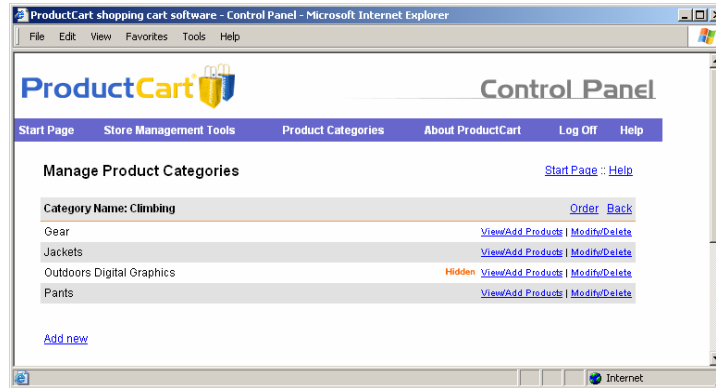 ProductCart shopping cart software - Control Panel - Microsoft Internet Explorer
File Edit View Favorites Tools Help
ProductCart Control Panel
Start Page Store Management Tools Product Categories About ProductCart Log Off Help
Manage Product Categories Start Page :: Help
Category Name: Climbing Order Back
Gear View/Add Products | Modify/Delete
Jackets View/Add Products | Modify/Delete
Outdoors Digital Graphics Hidden View/Add Products | Modify/Delete
Pants View/Add Products | Modify/Delete
Add new
Internet